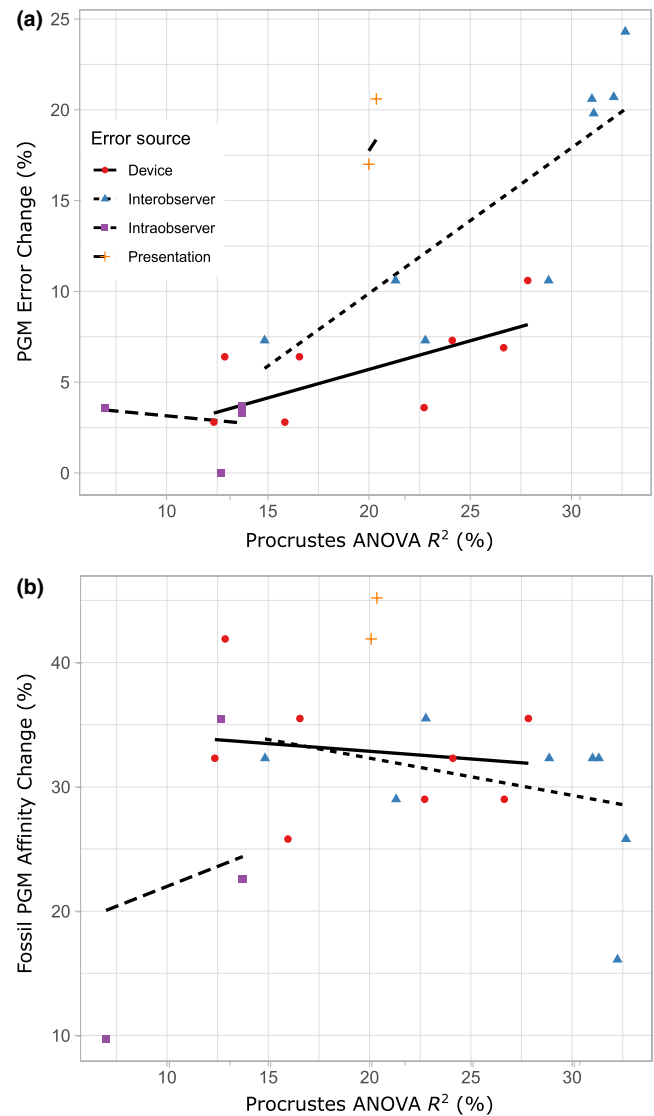 (a)
25
20
15
10
5
0
PGM Error Change (%)
Error source
Device
Interobserver
Intraobserver
Presentation
10 15 20 25 30
Procrustes ANOVA R² (%)
(b)
40
30
20
10
Fossil PGM Affinity Change (%)
10 15 20 25 30
Procrustes ANOVA R² (%)